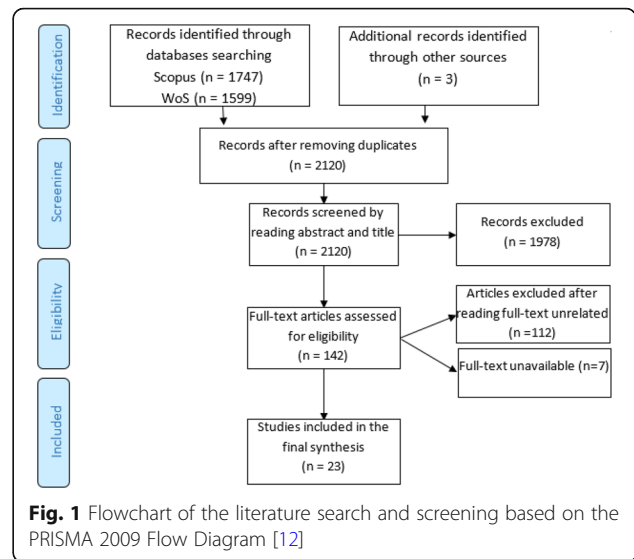 Identification
Records identified through
databases searching
Scopus (n = 1747)
WoS (n = 1599)
Additional records identified
through other sources
(n = 3)
Screening
Records after removing duplicates
(n = 2120)
Records screened by
reading abstract and title
(n = 2120)
Records excluded
(n = 1978)
Eligibility
Full-text articles assessed
for eligibility
(n = 142)
Articles excluded after
reading full-text unrelated
(n =112)
Full-text unavailable (n=7)
Included
Studies included in the
final synthesis
(n = 23)
Fig. 1 Flowchart of the literature search and screening based on the
PRISMA 2009 Flow Diagram [12]